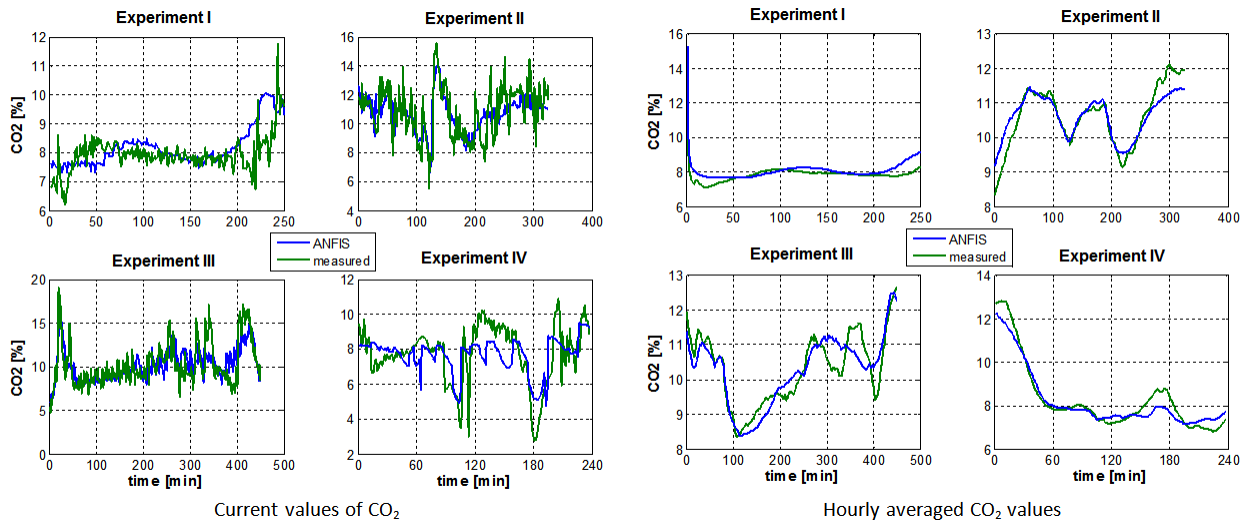 Experiment I
Experiment II
12
11
10
9
8
7
6
CO2 [%]
0 50 100 150 200 250
16
14
12
10
8
6
4
0 100 200 300 400
ANFIS
measured
Experiment III
Experiment IV
20
15
10
5
0
CO2 [%]
0 100 200 300 400 500
time [min]
12
10
8
6
4
2
0 60 120 180 240
time [min]
Current values of CO₂
Experiment I
Experiment II
16
14
12
10
8
6
CO2 [%]
0 50 100 150 200 250
13
12
11
10
9
8
0 100 200 300 400
ANFIS
measured
Experiment III
Experiment IV
13
12
11
10
9
8
CO2 [%]
0 100 200 300 400 500
time [min]
14
12
10
8
6
0 60 120 180 240
time [min]
Hourly averaged CO₂ values